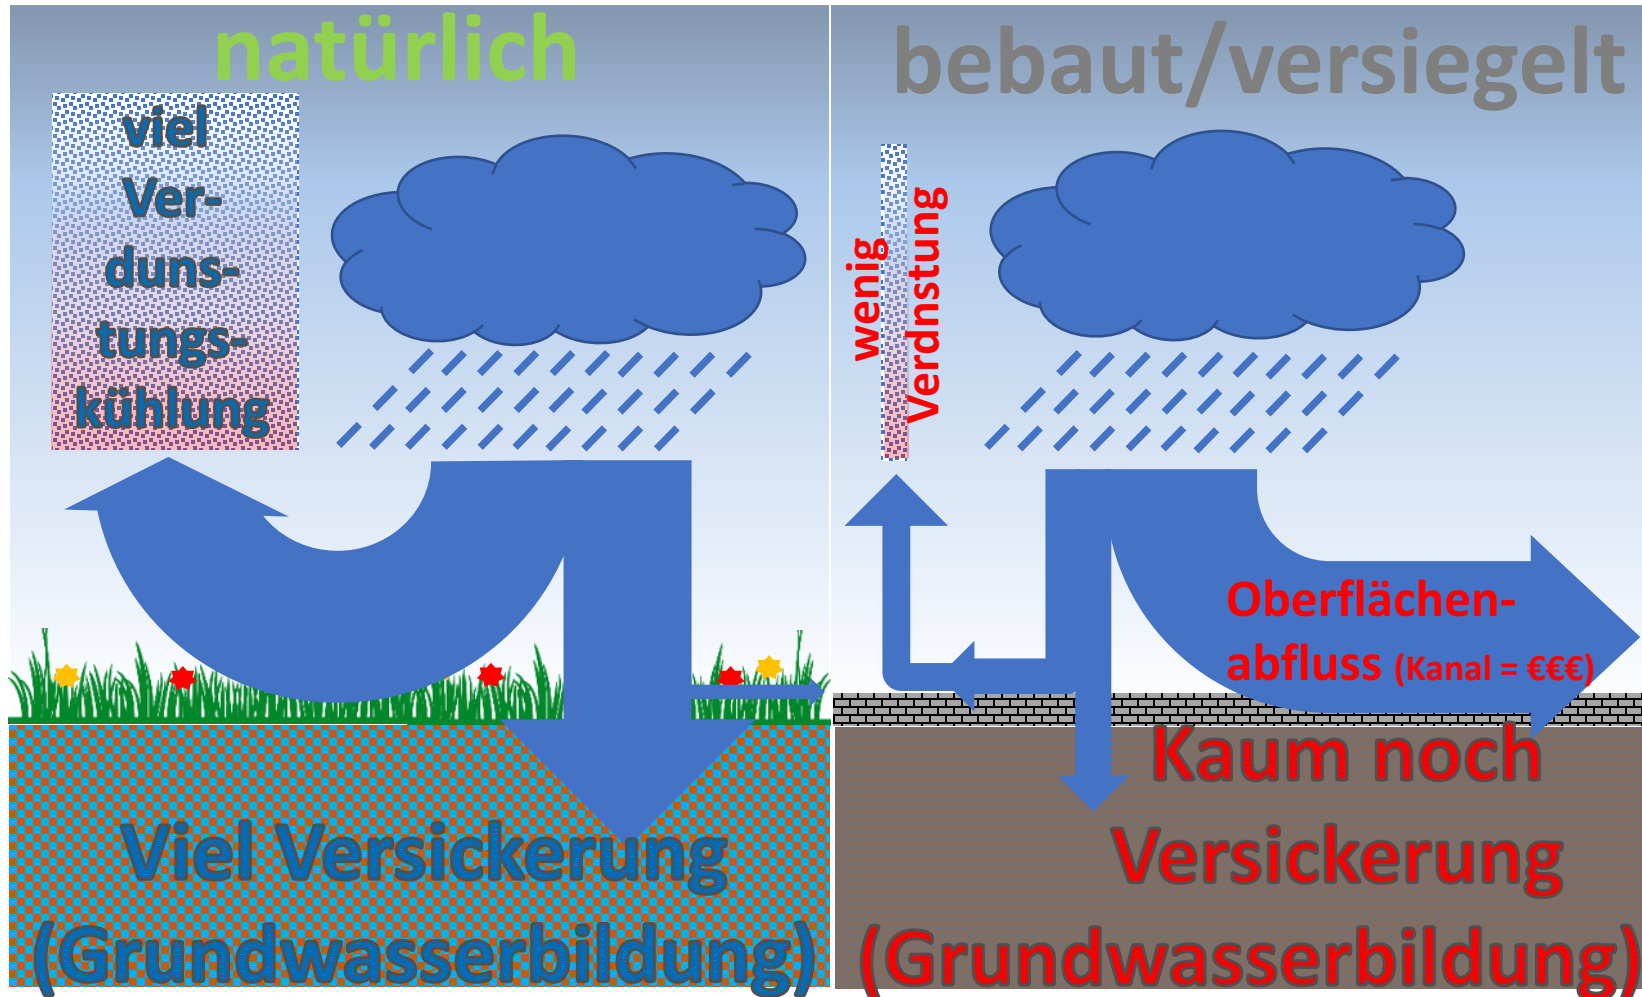 natürlich
viel
Ver-
duns-
tungs-
kühlung
Viel Versickerung
(Grundwasserbildung)
bebaut/versiegelt
wenig
Verdnstung
Oberflächen-
abfluss (Kanal = €€€)
Kaum noch
Versickerung
(Grundwasserbildung)